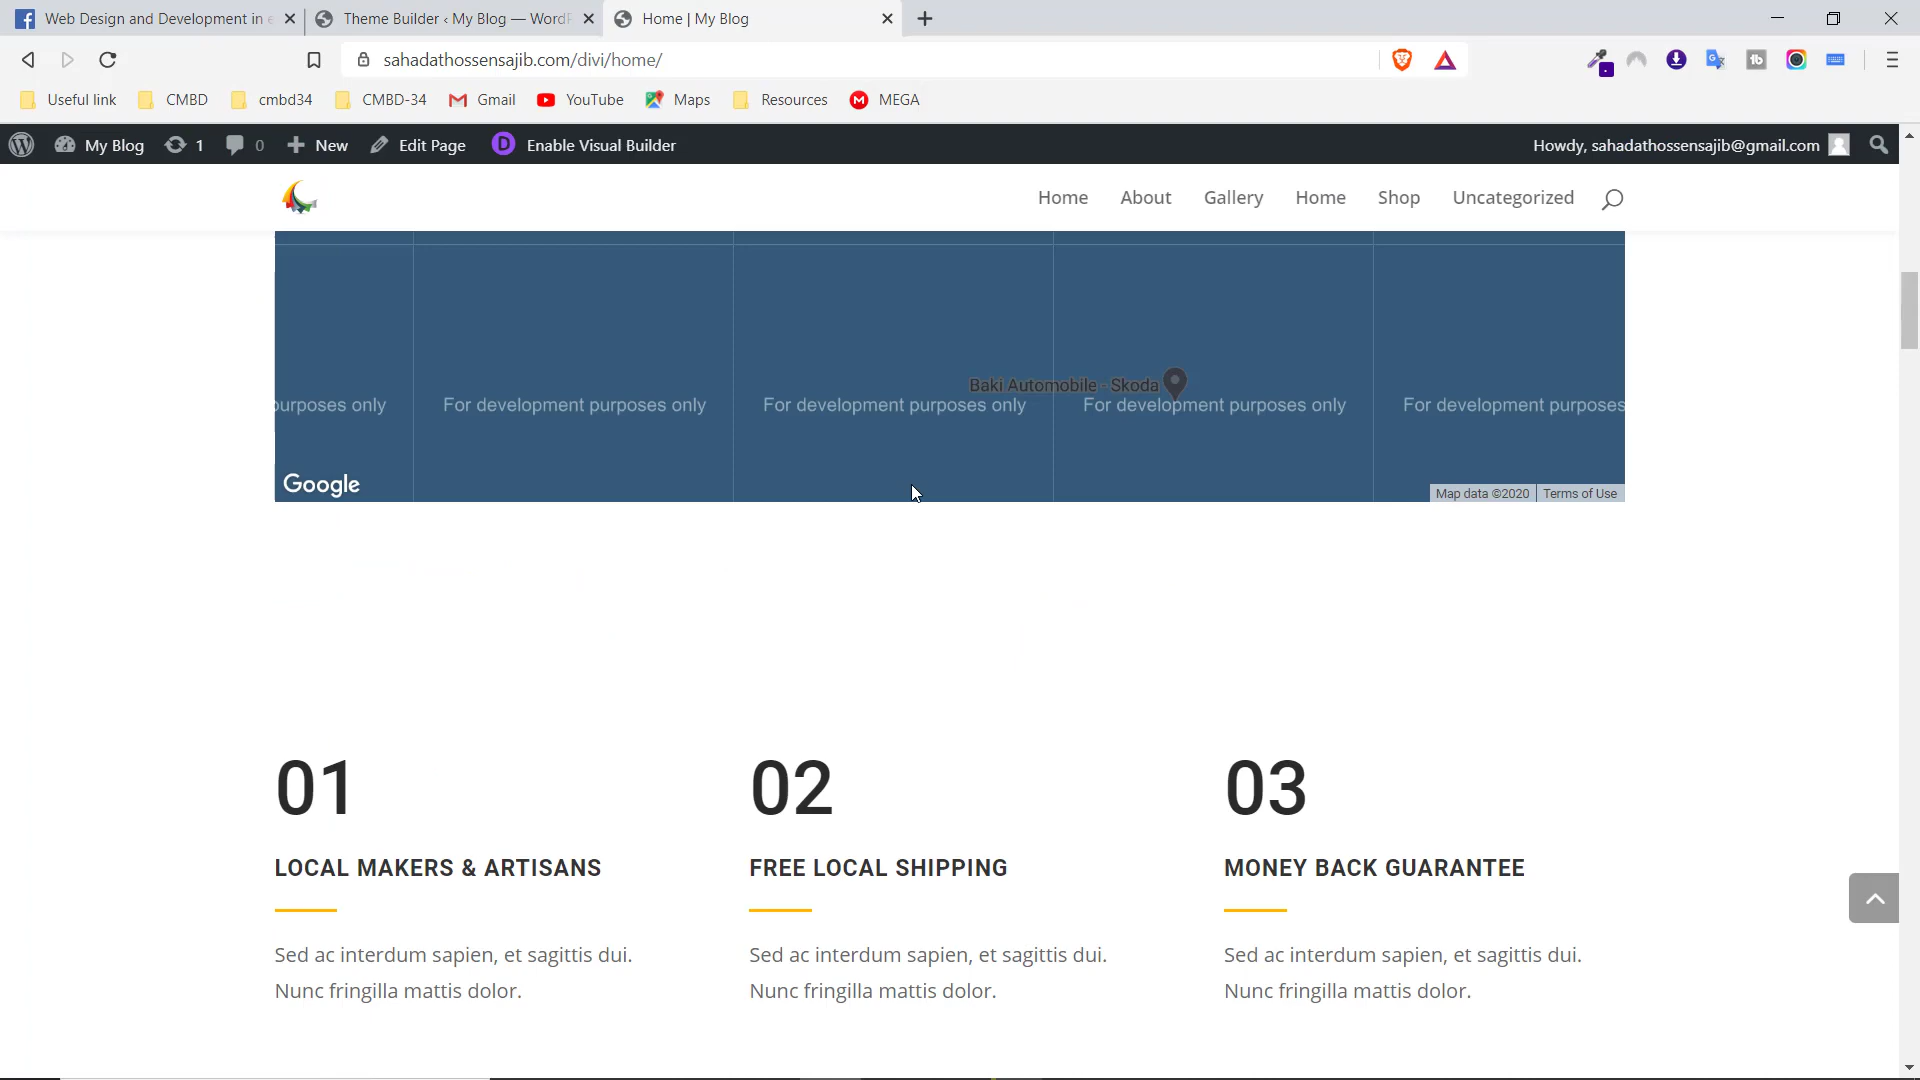 Web Design and Development in
Theme Builder ‹ My Blog — WordP
Home | My Blog
sahadathossensajib.com/divi/home/
Useful link
CMBD
cmbd34
CMBD-34
Gmail
YouTube
Maps
Resources
M
MEGA
My Blog
1
0
New
Edit Page
D
Enable Visual Builder
Howdy, sahadathossensajib@gmail.com
Home
About
Gallery
Home
Shop
Uncategorized
Baki Automobile - Skoda
purposes only
For development purposes only
For development purposes only
For development purposes only
For development purposes
Google
Map data ©2020
Terms of Use
01
02
03
LOCAL MAKERS & ARTISANS
FREE LOCAL SHIPPING
MONEY BACK GUARANTEE
Sed ac interdum sapien, et sagittis dui.
Nunc fringilla mattis dolor.
Sed ac interdum sapien, et sagittis dui.
Nunc fringilla mattis dolor.
Sed ac interdum sapien, et sagittis dui.
Nunc fringilla mattis dolor.